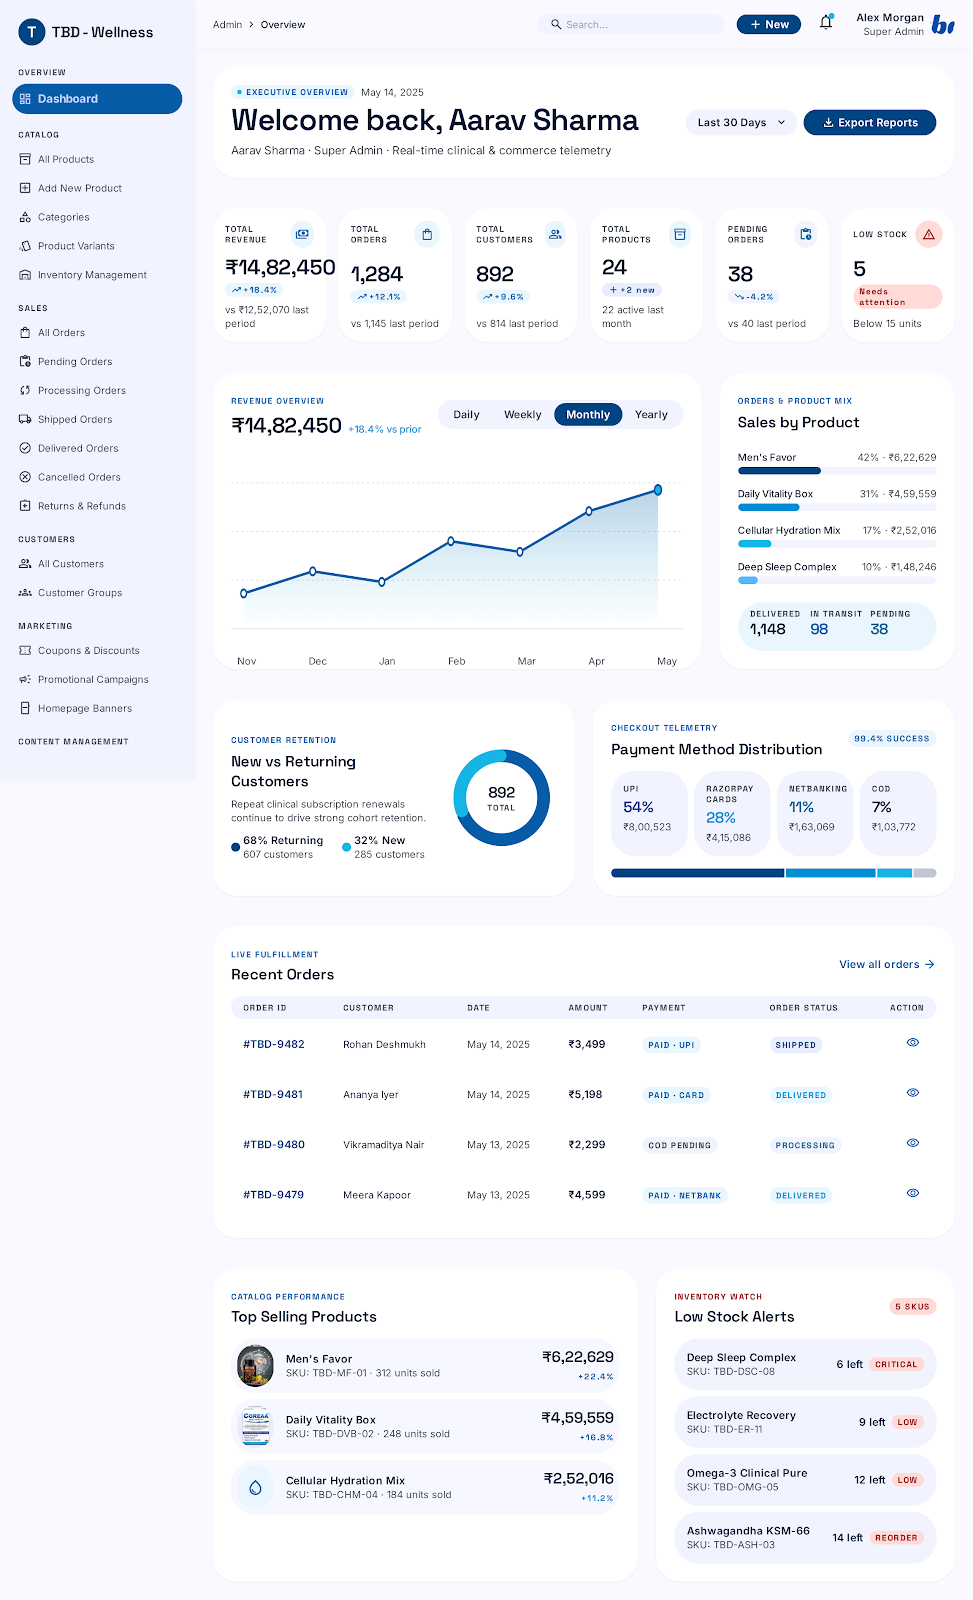 T TBD - Wellness
OVERVIEW
Dashboard
CATALOG
All Products
Add New Product
Categories
Product Variants
Inventory Management
SALES
All Orders
Pending Orders
Processing Orders
Shipped Orders
Delivered Orders
Cancelled Orders
Returns & Refunds
CUSTOMERS
All Customers
Customer Groups
MARKETING
Coupons & Discounts
Promotional Campaigns
Homepage Banners
CONTENT MANAGEMENT
Admin > Overview
Search...
+ New
Alex Morgan
Super Admin
EXECUTIVE OVERVIEW May 14, 2025
Welcome back, Aarav Sharma
Aarav Sharma · Super Admin · Real-time clinical & commerce telemetry
Last 30 Days
Export Reports
TOTAL
REVENUE
₹14,82,450
+18.4%
vs ₹12,52,070 last
period
TOTAL
ORDERS
1,284
+12.1%
vs 1,145 last period
TOTAL
CUSTOMERS
892
+9.6%
vs 814 last period
TOTAL
PRODUCTS
24
+2 new
22 active last
month
PENDING
ORDERS
38
-4.2%
vs 40 last period
LOW STOCK
5
Needs
attention
Below 15 units
REVENUE OVERVIEW
₹14,82,450 +18.4% vs prior
Daily Weekly Monthly Yearly
Nov Dec Jan Feb Mar Apr May
ORDERS & PRODUCT MIX
Sales by Product
Men's Favor 42% · ₹6,22,629
Daily Vitality Box 31% · ₹4,59,559
Cellular Hydration Mix 17% · ₹2,52,016
Deep Sleep Complex 10% · ₹1,48,246
DELIVERED IN TRANSIT PENDING
1,148 98 38
CUSTOMER RETENTION
New vs Returning
Customers
Repeat clinical subscription renewals
continue to drive strong cohort retention.
68% Returning
607 customers
32% New
285 customers
892
TOTAL
CHECKOUT TELEMETRY
Payment Method Distribution
99.4% SUCCESS
UPI
54%
₹8,00,523
RAZORPAY
CARDS
28%
₹4,15,086
NETBANKING
11%
₹1,63,069
COD
7%
₹1,03,772
LIVE FULFILLMENT
Recent Orders
View all orders →
ORDER ID CUSTOMER DATE AMOUNT PAYMENT ORDER STATUS ACTION
#TBD-9482 Rohan Deshmukh May 14, 2025 ₹3,499 PAID · UPI SHIPPED
#TBD-9481 Ananya Iyer May 14, 2025 ₹5,198 PAID · CARD DELIVERED
#TBD-9480 Vikramaditya Nair May 13, 2025 ₹2,299 COD PENDING PROCESSING
#TBD-9479 Meera Kapoor May 13, 2025 ₹4,599 PAID · NETBANK DELIVERED
CATALOG PERFORMANCE
Top Selling Products
Men's Favor
SKU: TBD-MF-01 · 312 units sold
₹6,22,629
+22.4%
COREAA
Daily Vitality Box
SKU: TBD-DVB-02 · 248 units sold
₹4,59,559
+16.8%
Cellular Hydration Mix
SKU: TBD-CHM-04 · 184 units sold
₹2,52,016
+11.2%
INVENTORY WATCH
Low Stock Alerts
5 SKUS
Deep Sleep Complex
SKU: TBD-DSC-08
6 left CRITICAL
Electrolyte Recovery
SKU: TBD-ER-11
9 left LOW
Omega-3 Clinical Pure
SKU: TBD-OMG-05
12 left LOW
Ashwagandha KSM-66
SKU: TBD-ASH-03
14 left REORDER